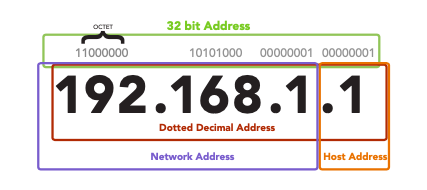 32 bit Address
OCTET
11000000 10101000 00000001 00000001
192.168.1.1
Dotted Decimal Address
Network Address Host Address